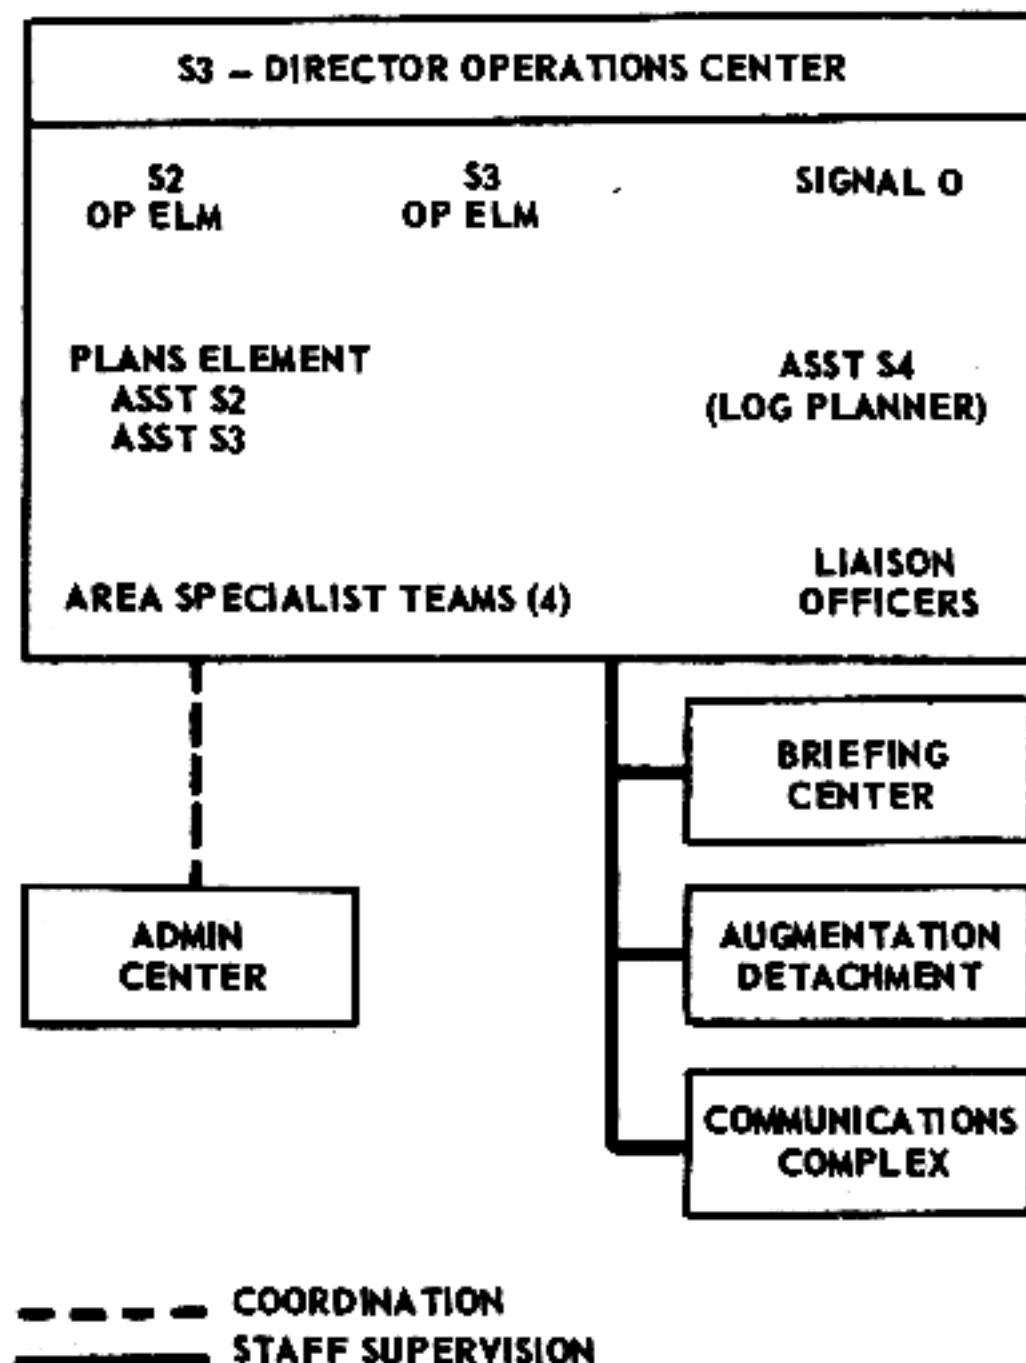 S3 – DIRECTOR OPERATIONS CENTER
S2
OP ELM
S3
OP ELM
SIGNAL O
PLANS ELEMENT
ASST S2
ASST S3
ASST S4
(LOG PLANNER)
AREA SPECIALIST TEAMS (4)
LIAISON
OFFICERS
BRIEFING
CENTER
ADMIN
CENTER
AUGMENTATION
DETACHMENT
COMMUNICATIONS
COMPLEX
COORDINATION
STAFF SUPERVISION